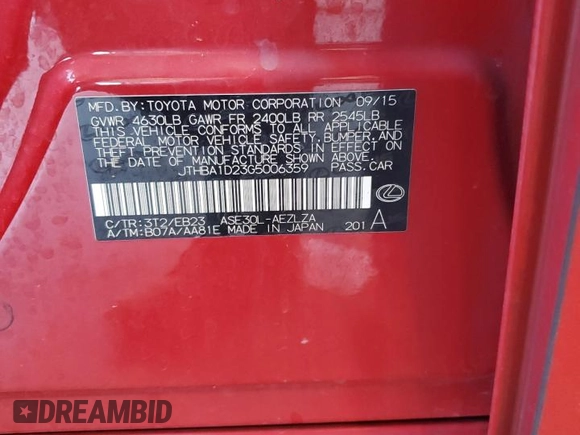 MFD. BY: TOYOTA MOTOR CORPORATION 09/15
GVWR 4630LB GAWR FR 2400LB RR 2545LB
THIS VEHICLE CONFORMS TO ALL APPLICABLE
FEDERAL MOTOR VEHICLE SAFETY, BUMPER, AND
THEFT PREVENTION STANDARDS IN EFFECT ON
THE DATE OF MANUFACTURE SHOWN ABOVE.
JTHBA1D23G5006359 PASS. CAR
C/TR: 3T2/EB23 ASE30L-AEZLZA
A/TM: B07A/AA81E MADE IN JAPAN 201 A
DREAMBID